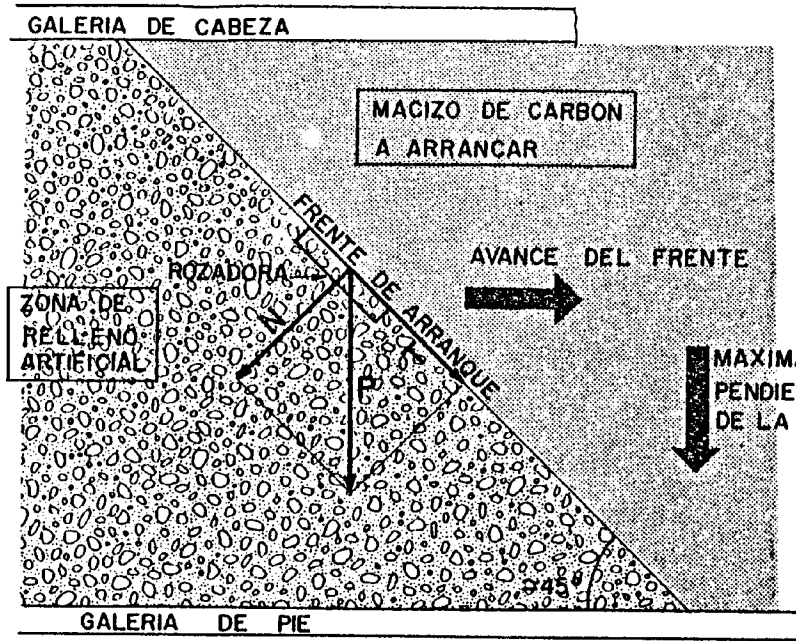 GALERIA DE CABEZA
MACIZO DE CARBON
A ARRANCAR
FRENTE DE ARRANQUE
ROZADORA
AVANCE DEL FRENTE
ZONA DE
RELLENO
ARTIFICIAL
N
P
MAXIM
PENDIE
DE LA
45°
GALERIA DE PIE